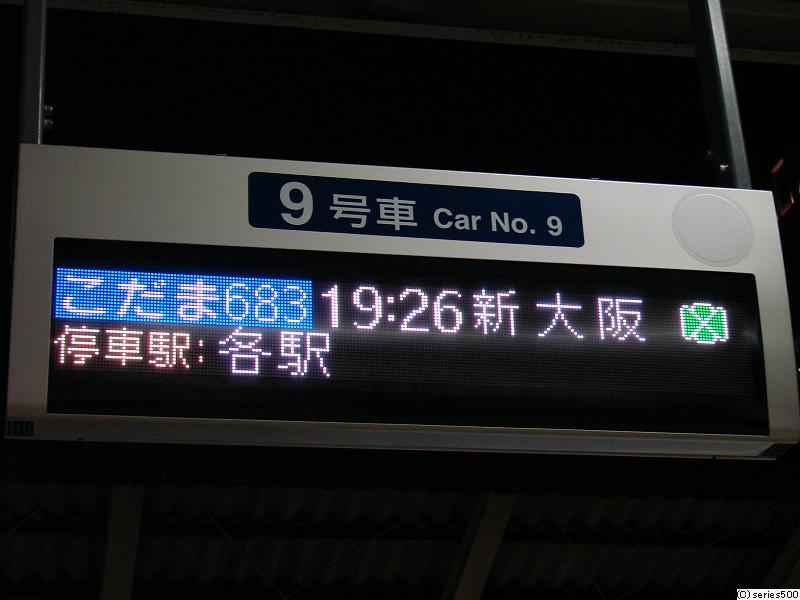 9号車 Car No. 9
こだま683 19:26 新大阪
停車駅: 各駅
(C) series500